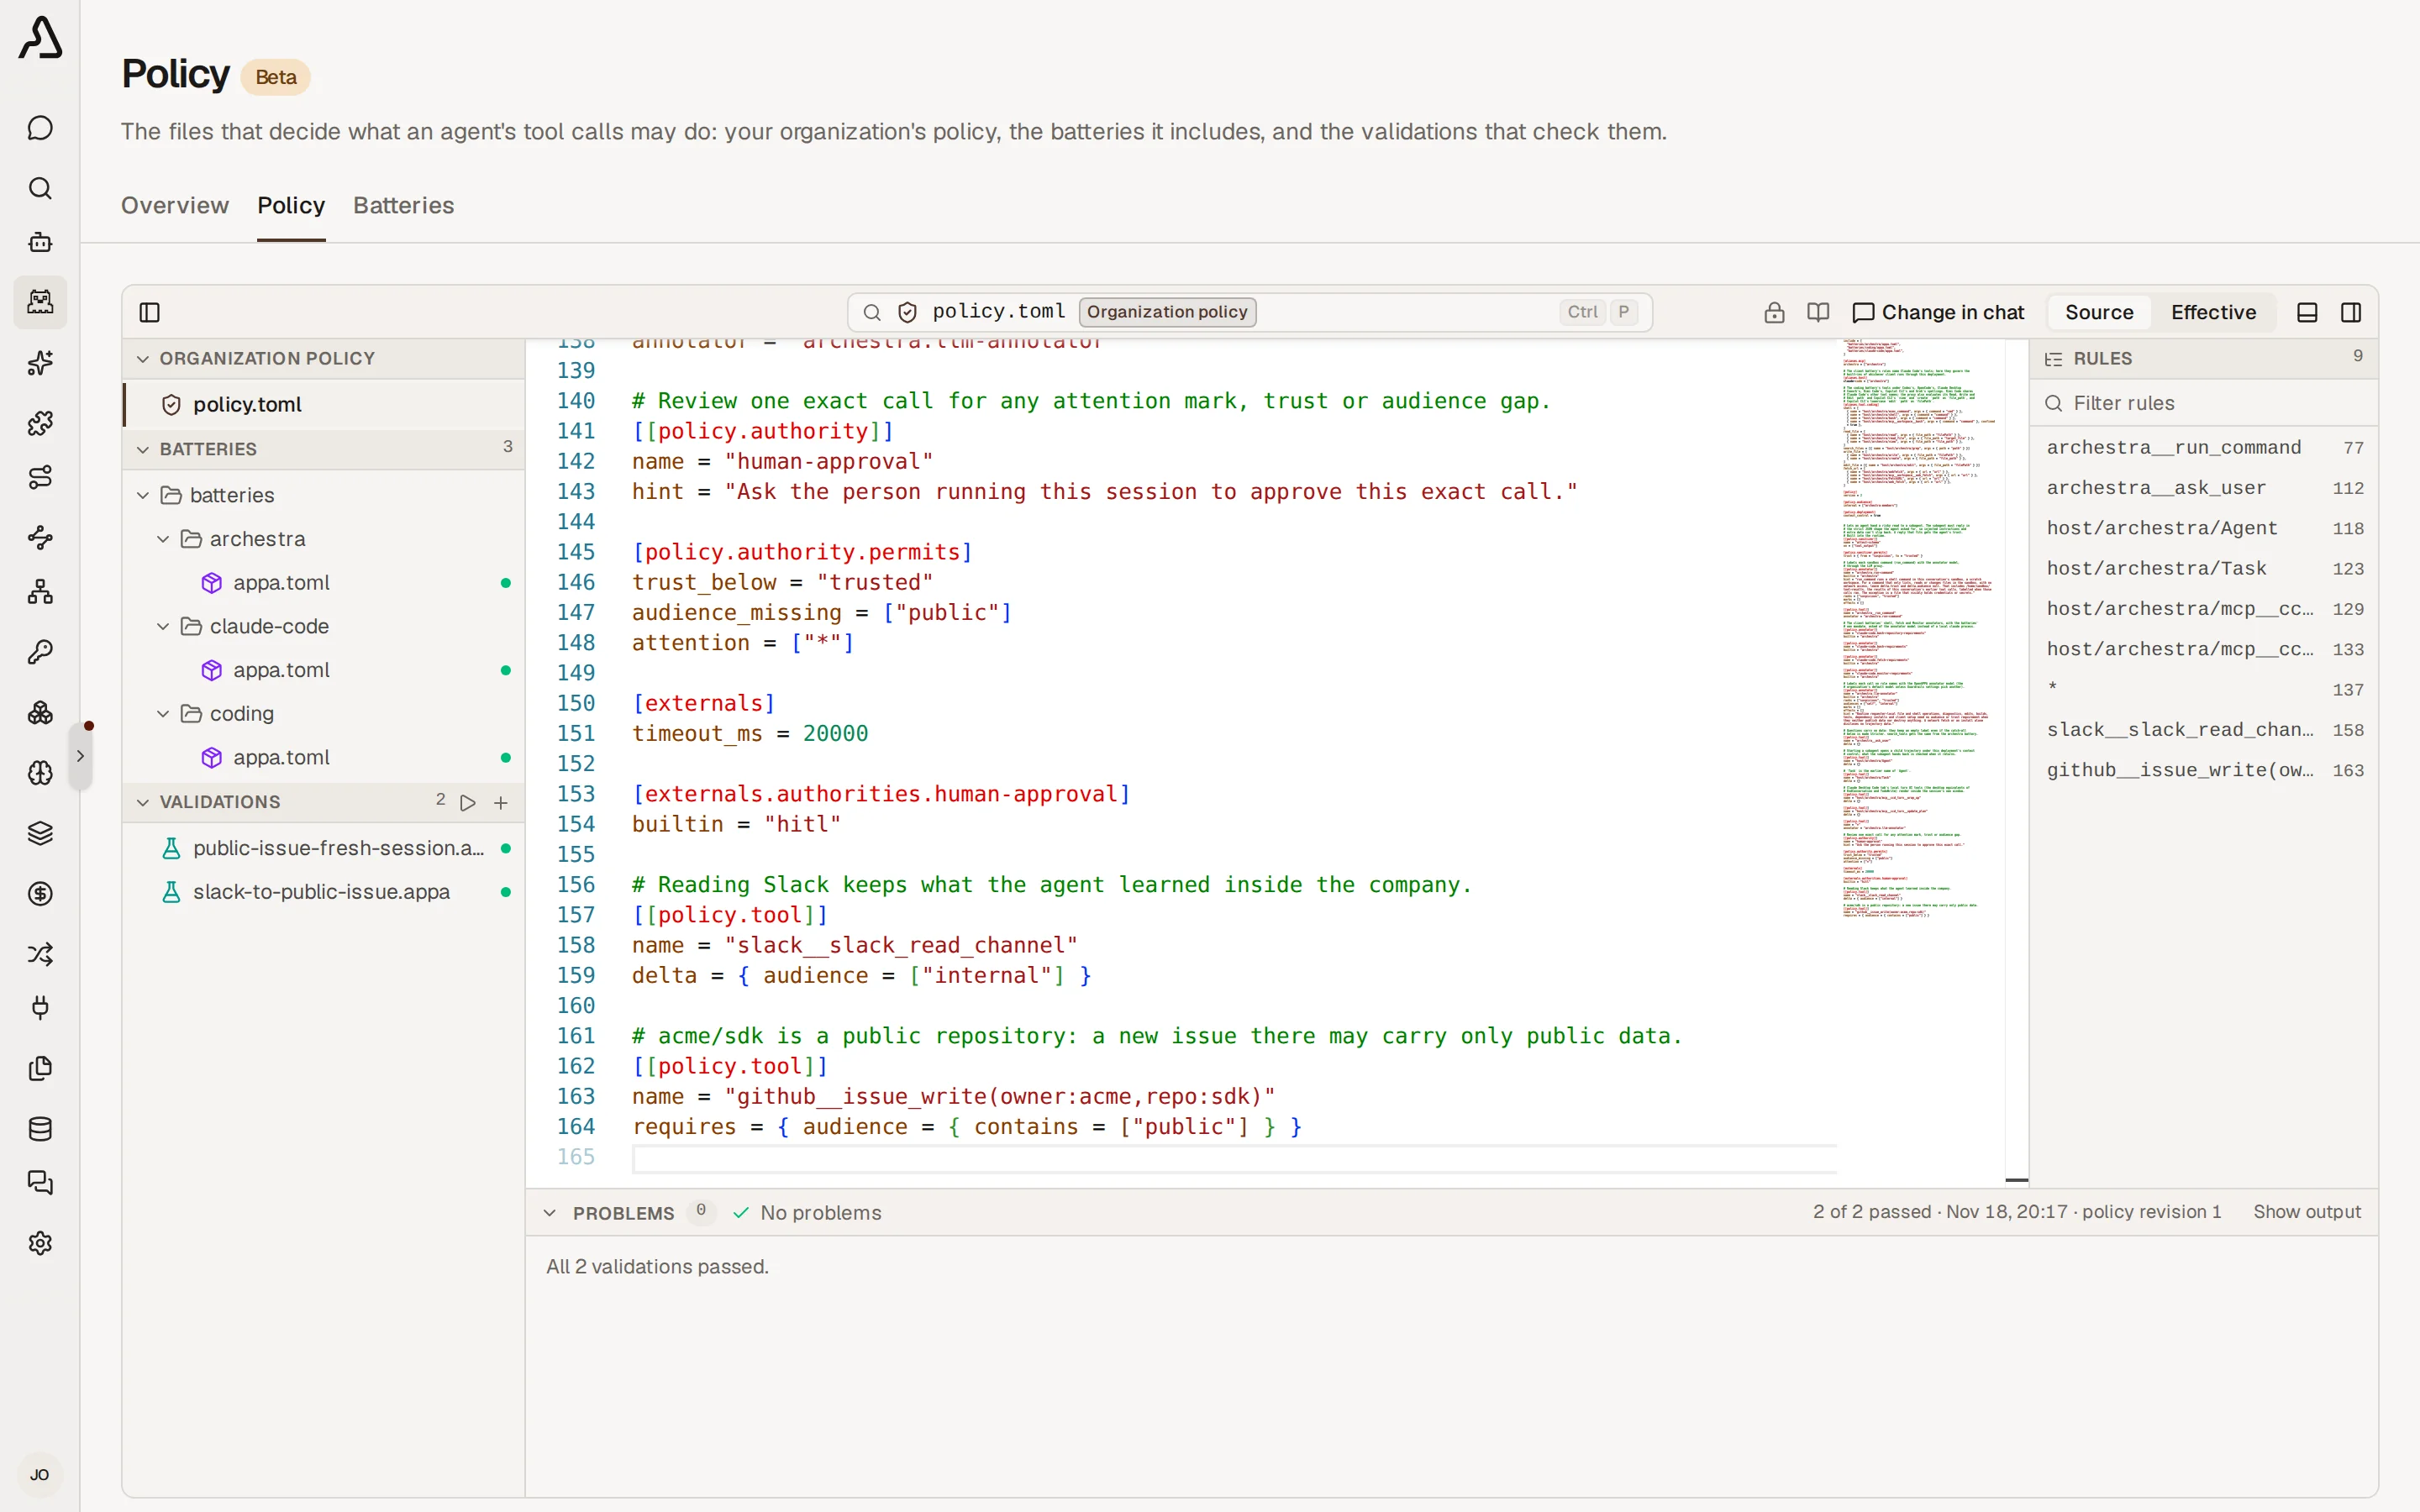 Policy Beta
The files that decide what an agent's tool calls may do: your organization's policy, the batteries it includes, and the validations that check them.
Overview Policy Batteries
policy.toml Organization policy Ctrl P
Change in chat Source Effective
ORGANIZATION POLICY
policy.toml
BATTERIES 3
batteries
archestra
appa.toml
claude-code
appa.toml
coding
appa.toml
VALIDATIONS 2
public-issue-fresh-session.a...
slack-to-public-issue.appa
138 annotator = "archestra.llm-annotator"
139
140 # Review one exact call for any attention mark, trust or audience gap.
141 [[policy.authority]]
142 name = "human-approval"
143 hint = "Ask the person running this session to approve this exact call."
144
145 [policy.authority.permits]
146 trust_below = "trusted"
147 audience_missing = ["public"]
148 attention = ["*"]
149
150 [externals]
151 timeout_ms = 20000
152
153 [externals.authorities.human-approval]
154 builtin = "hitl"
155
156 # Reading Slack keeps what the agent learned inside the company.
157 [[policy.tool]]
158 name = "slack__slack_read_channel"
159 delta = { audience = ["internal"] }
160
161 # acme/sdk is a public repository: a new issue there may carry only public data.
162 [[policy.tool]]
163 name = "github__issue_write(owner:acme,repo:sdk)"
164 requires = { audience = { contains = ["public"] } }
165
RULES 9
Filter rules
archestra__run_command 77
archestra__ask_user 112
host/archestra/Agent 118
host/archestra/Task 123
host/archestra/mcp__cc... 129
host/archestra/mcp__cc... 133
* 137
slack__slack_read_chan... 158
github__issue_write(ow... 163
PROBLEMS 0 No problems
2 of 2 passed · Nov 18, 20:17 · policy revision 1 Show output
All 2 validations passed.
JO